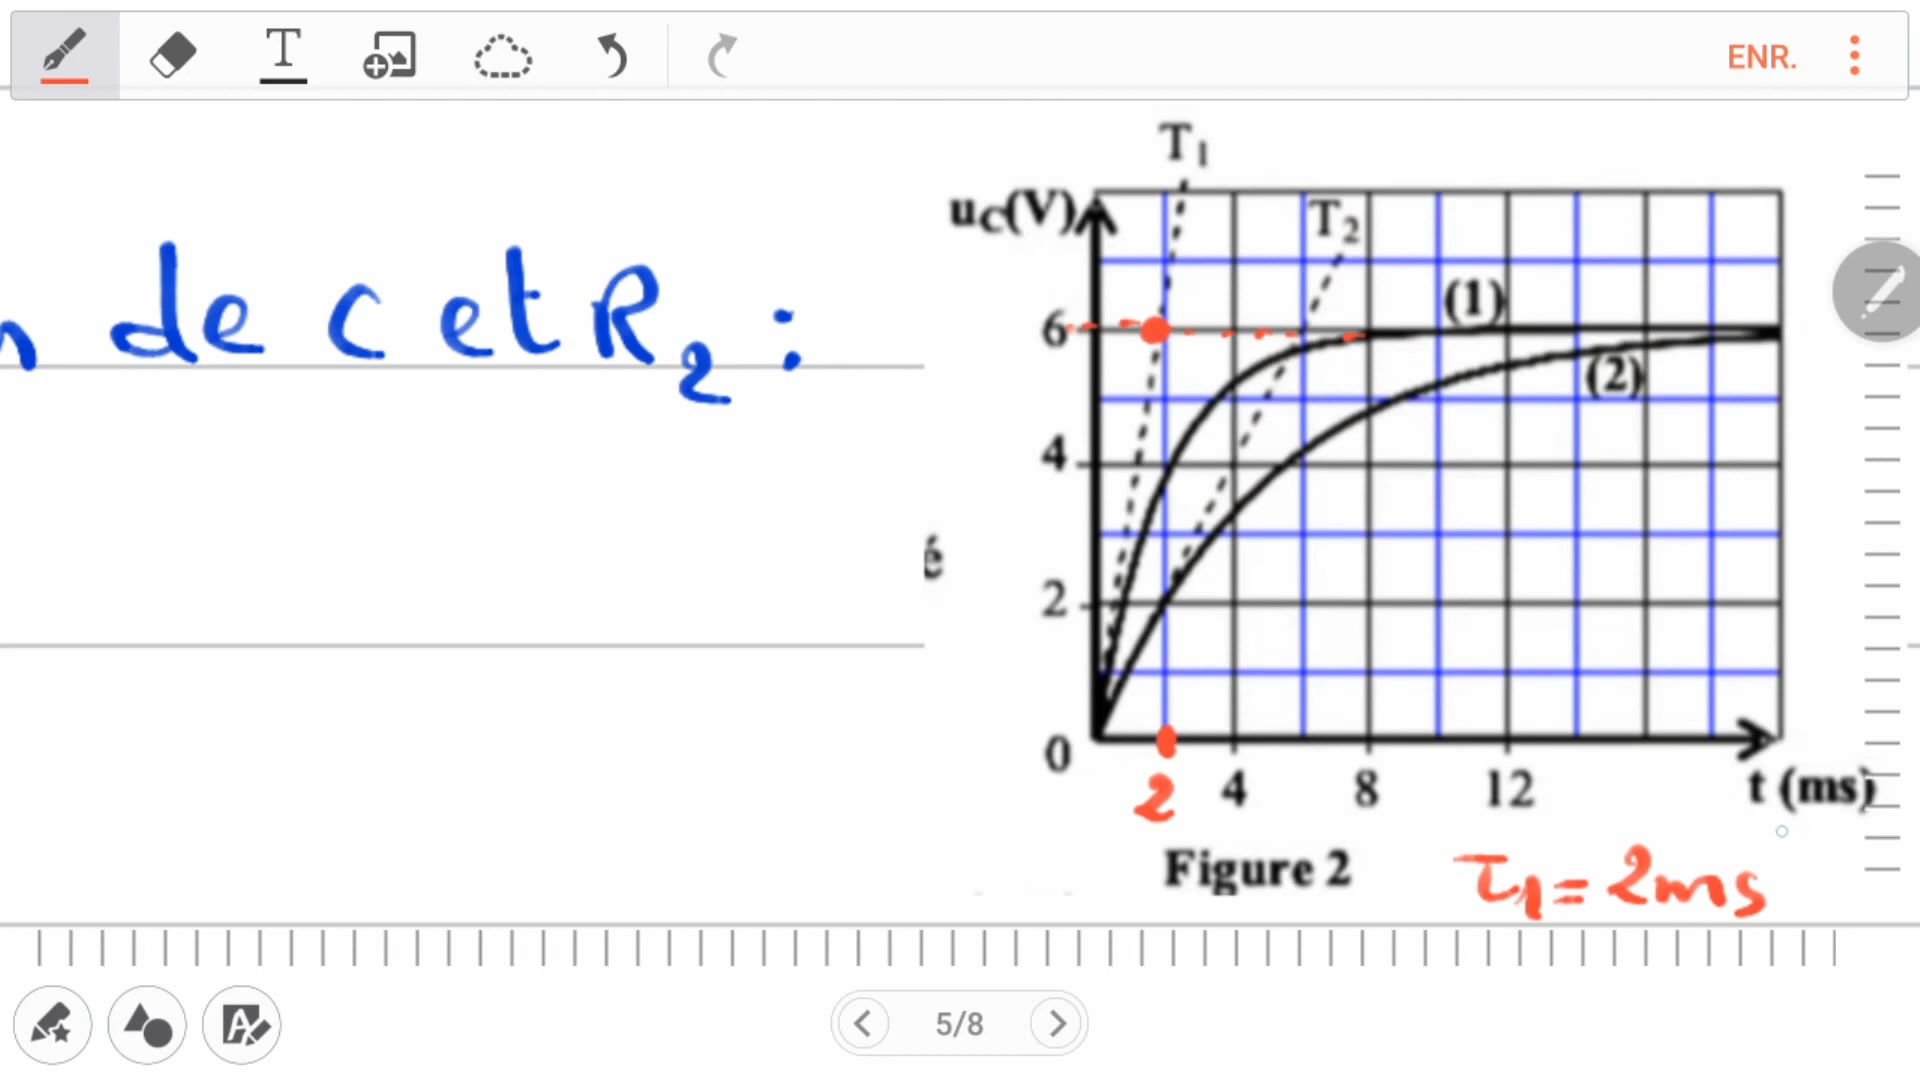 T
ENR.
n de c et R2 :
é
T1
uC(V)
T2
(1)
(2)
6
4
2
0
2
4
8
12
t (ms)
Figure 2
τ1 = 2ms
5/8